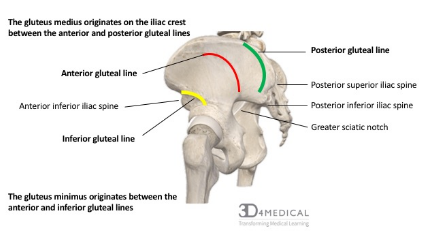 The gluteus medius originates on the iliac crest
between the anterior and posterior gluteal lines
Posterior gluteal line
Anterior gluteal line
Posterior superior iliac spine
Anterior inferior iliac spine
Posterior inferior iliac spine
Greater sciatic notch
Inferior gluteal line
The gluteus minimus originates between the
anterior and inferior gluteal lines
3D4MEDICAL
Transforming Medical Learning